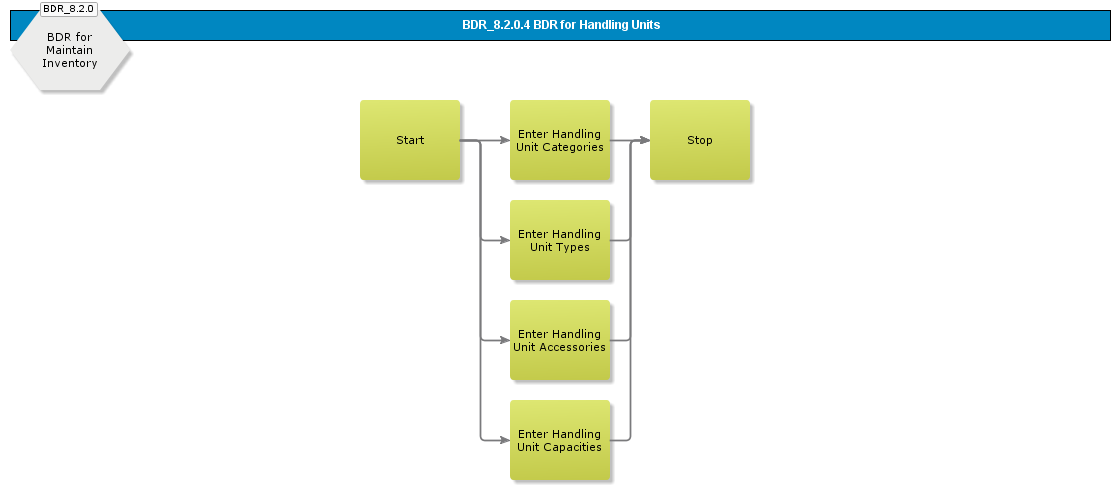 BDR_8.2.0
BDR_8.2.0.4 BDR for Handling Units
BDR for
Maintain
Inventory
Start
Enter Handling
Unit Categories
Stop
Enter Handling
Unit Types
Enter Handling
Unit Accessories
Enter Handling
Unit Capacities